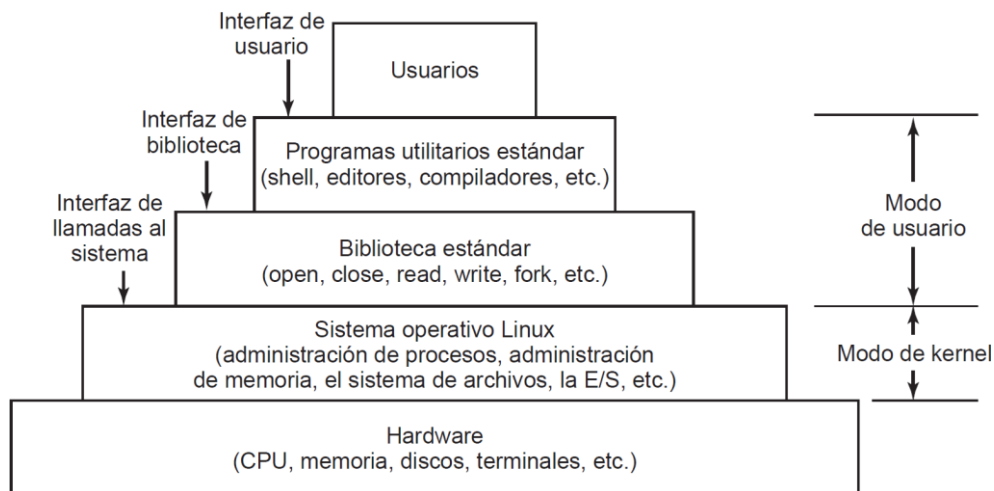 Interfaz de
usuario
Usuarios
Interfaz de
biblioteca
Programas utilitarios estándar
(shell, editores, compiladores, etc.)
Interfaz de
llamadas al
sistema
Modo
de usuario
Biblioteca estándar
(open, close, read, write, fork, etc.)
Sistema operativo Linux
(administración de procesos, administración
de memoria, el sistema de archivos, la E/S, etc.)
Modo de kernel
Hardware
(CPU, memoria, discos, terminales, etc.)